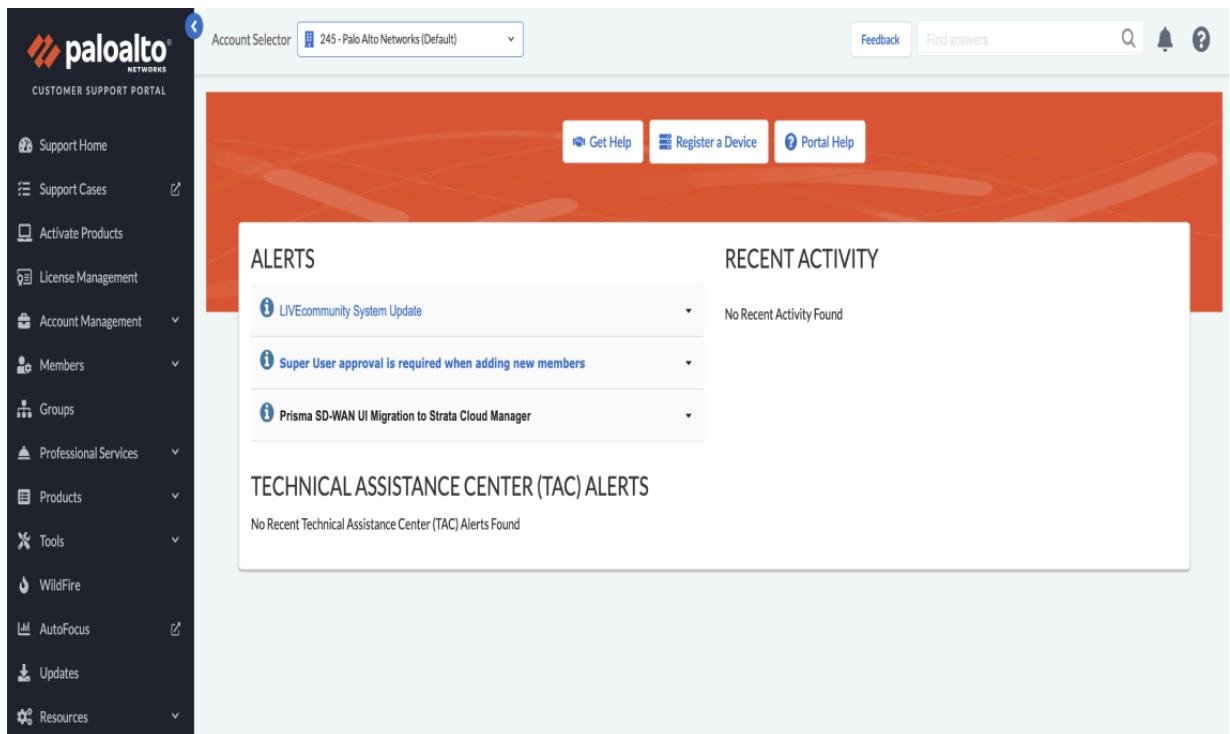 paloalto®
NETWORKS
CUSTOMER SUPPORT PORTAL
Support Home
Support Cases
Activate Products
License Management
Account Management
Members
Groups
Professional Services
Products
Tools
WildFire
AutoFocus
Updates
Resources
Account Selector 245 - Palo Alto Networks (Default)
Feedback Find answers
Get Help Register a Device Portal Help
ALERTS
LIVEcommunity System Update
Super User approval is required when adding new members
Prisma SD-WAN UI Migration to Strata Cloud Manager
RECENT ACTIVITY
No Recent Activity Found
TECHNICAL ASSISTANCE CENTER (TAC) ALERTS
No Recent Technical Assistance Center (TAC) Alerts Found